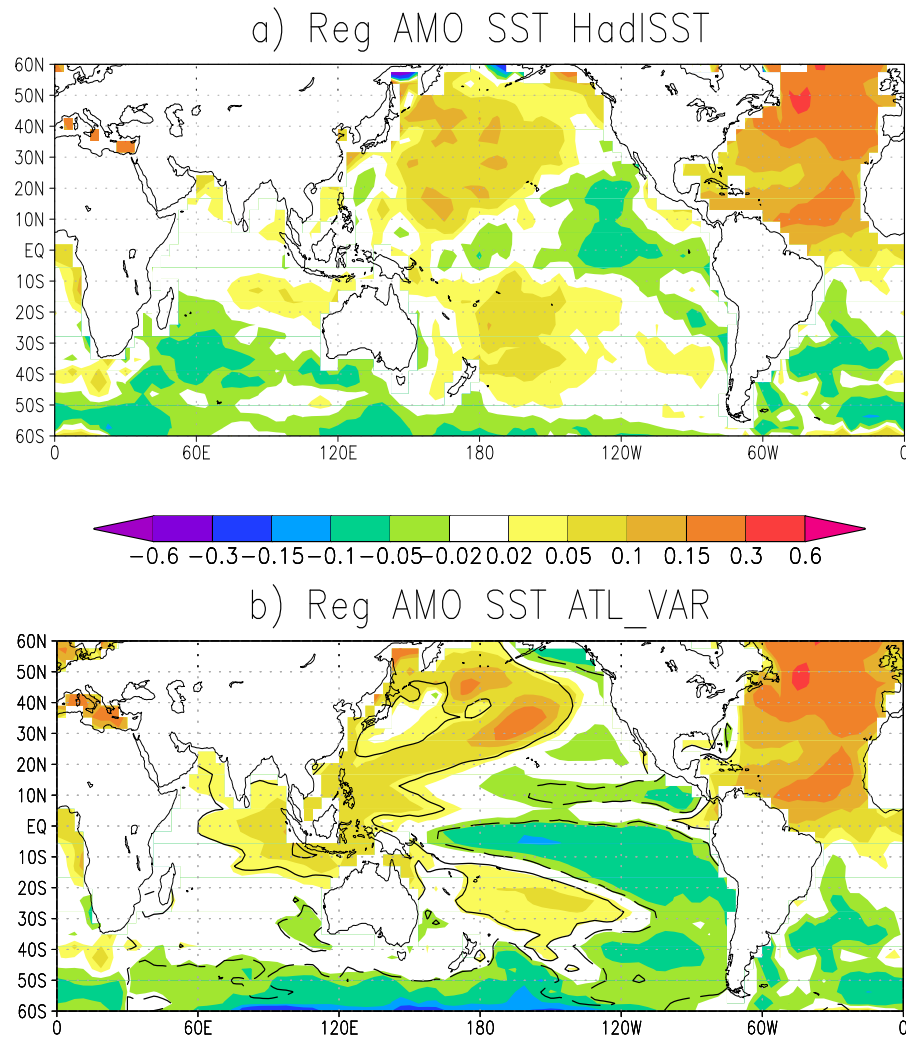 a) Reg AMO SST HadISST
60N
50N
40N
30N
20N
10N
EQ
10S
20S
30S
40S
50S
60S
0 60E 120E 180 120W 60W 0
-0.6 -0.3 -0.15 -0.1 -0.05 -0.02 0.02 0.05 0.1 0.15 0.3 0.6
b) Reg AMO SST ATL_VAR
60N
50N
40N
30N
20N
10N
EQ
10S
20S
30S
40S
50S
60S
0 60E 120E 180 120W 60W 0